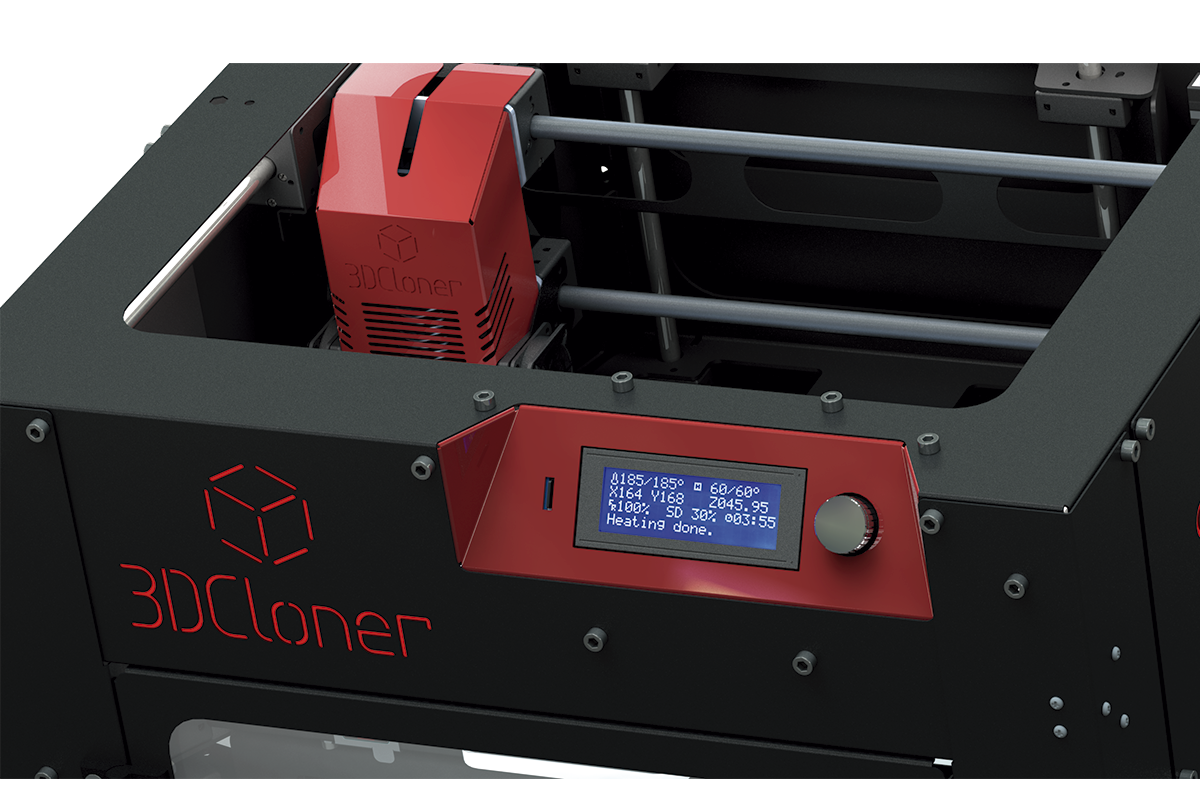 3DCloner
185/185° 60/60°
X164 Y168 Z045.95
100% SD 30% 03:55
Heating done.
3DCloner